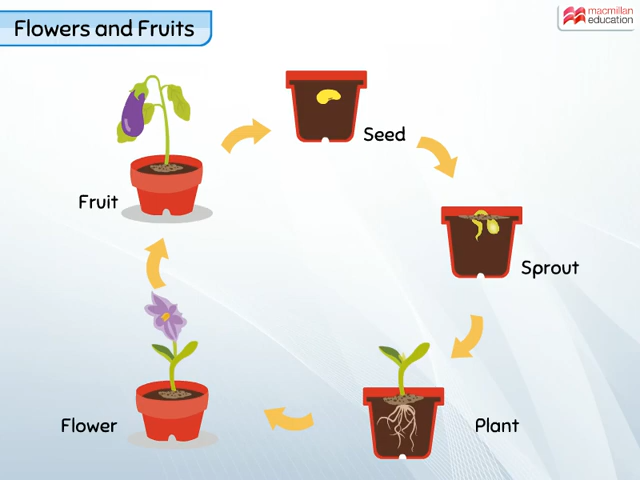 Flowers and Fruits
macmillan
education
Seed
Fruit
Sprout
Flower
Plant